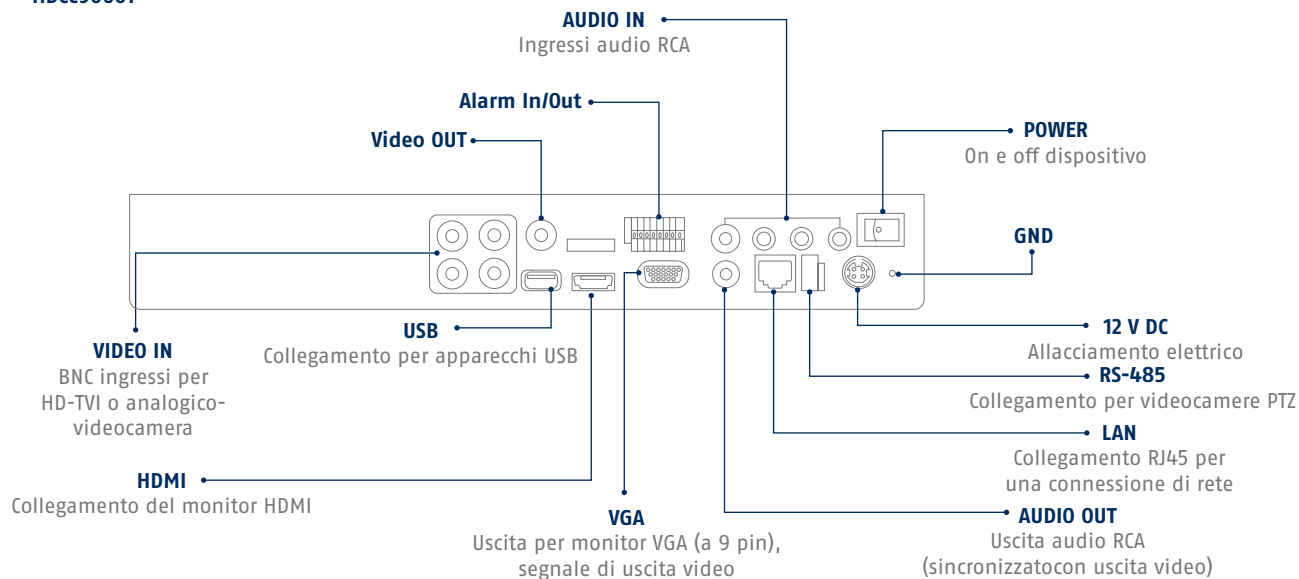 AUDIO IN
Ingressi audio RCA
Alarm In/Out
Video OUT
POWER
On e off dispositivo
GND
USB
Collegamento per apparecchi USB
VIDEO IN
BNC ingressi per
HD-TVI o analogico-
videocamera
12 V DC
Allacciamento elettrico
RS-485
Collegamento per videocamere PTZ
LAN
Collegamento RJ45 per
una connessione di rete
HDMI
Collegamento del monitor HDMI
VGA
Uscita per monitor VGA (a 9 pin),
segnale di uscita video
AUDIO OUT
Uscita audio RCA
(sincronizzatocon uscita video)